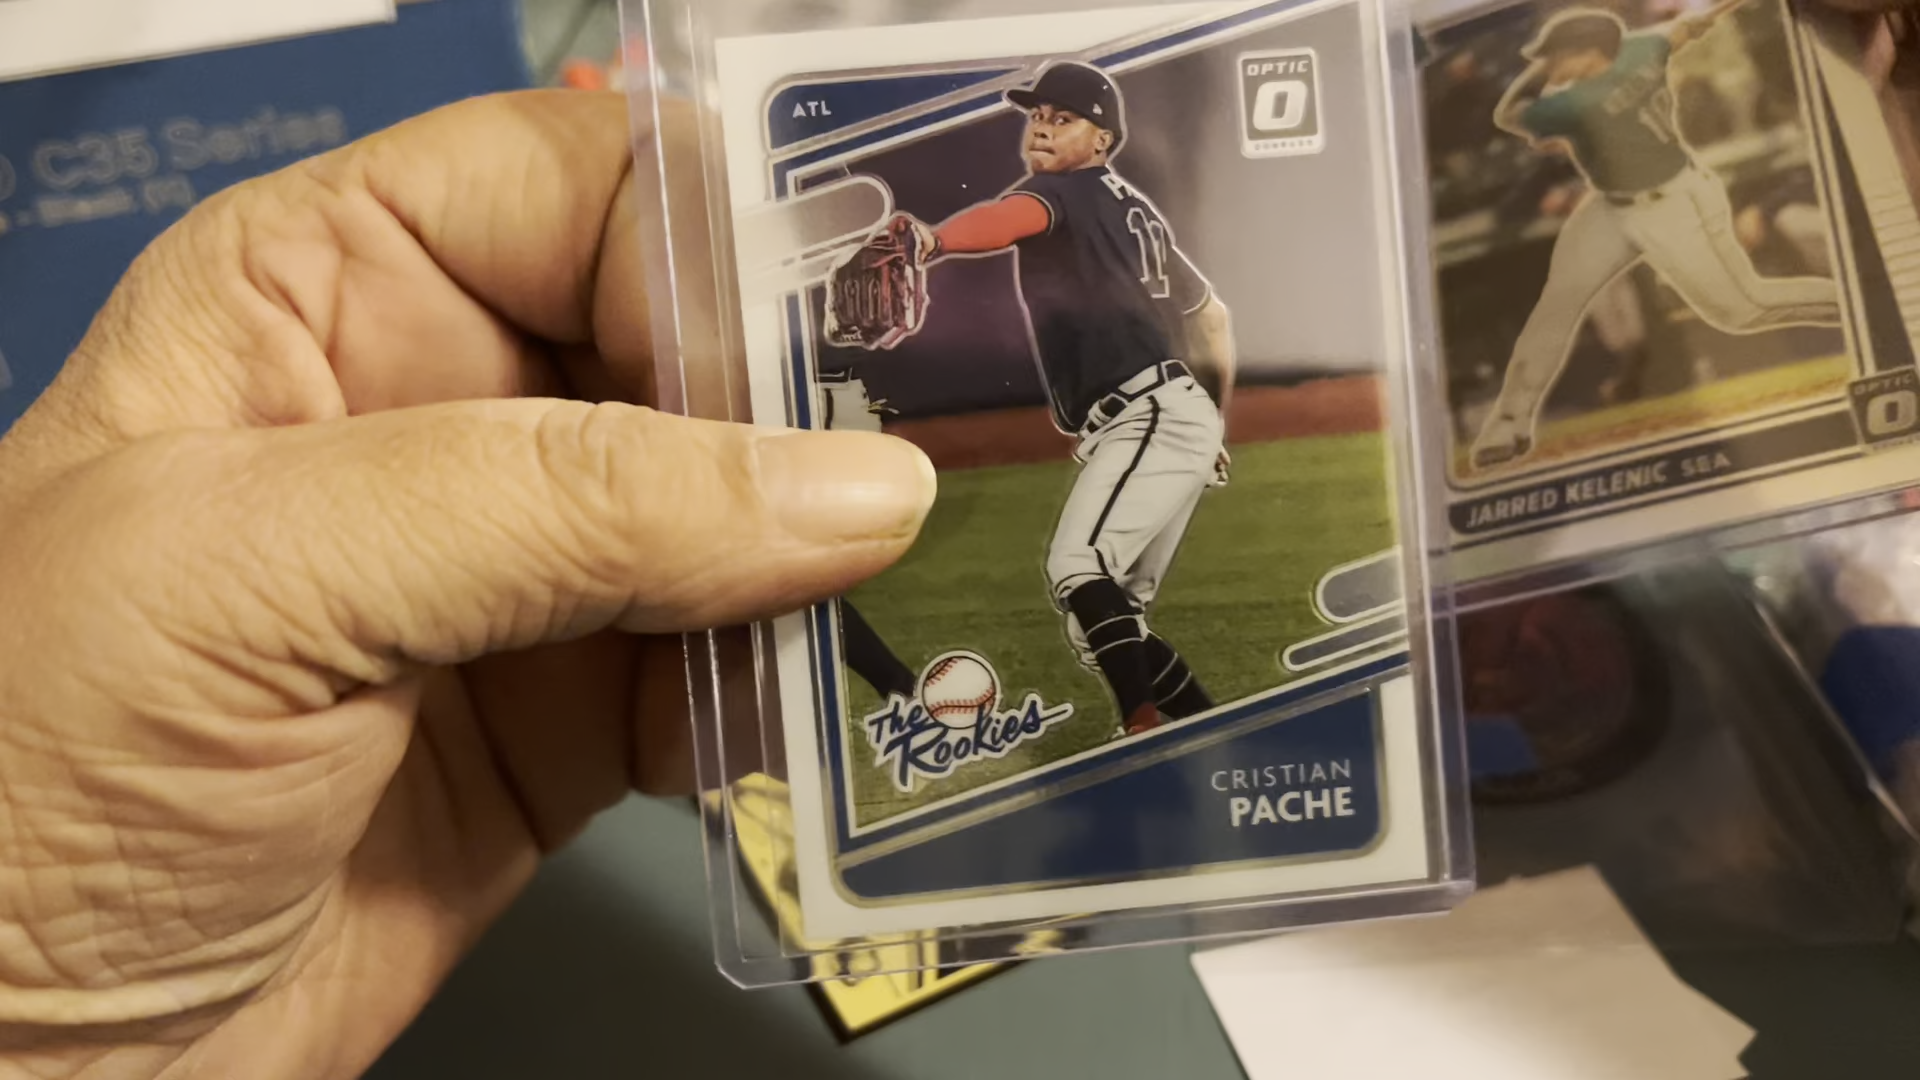 C35 Series
ATL
OPTIC
DONRUSS
The
Rookies
CRISTIAN
PACHE
OPTIC
JARRED KELENIC SEA